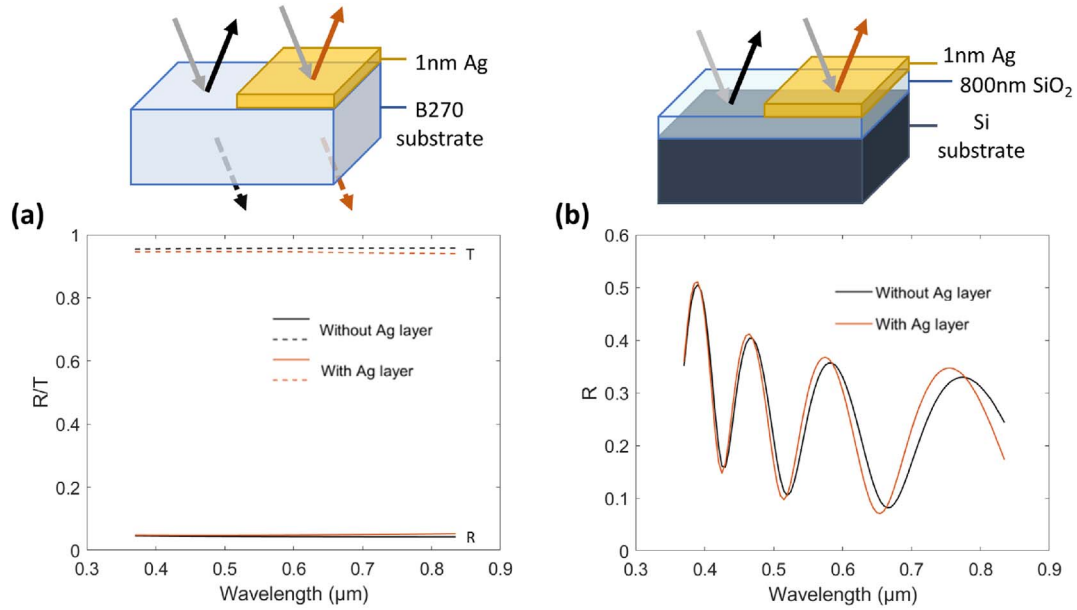 1nm Ag
B270
substrate
(a)
1
0.8
0.6
0.4
0.2
0
R/T
T
Without Ag layer
With Ag layer
R
0.3 0.4 0.5 0.6 0.7 0.8 0.9
Wavelength (µm)
1nm Ag
800nm SiO₂
Si
substrate
(b)
0.6
0.5
0.4
0.3
0.2
0.1
0
R
Without Ag layer
With Ag layer
0.3 0.4 0.5 0.6 0.7 0.8 0.9
Wavelength (µm)